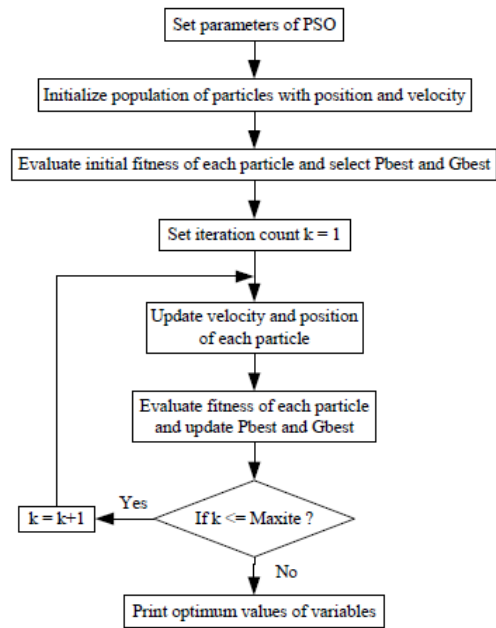 Set parameters of PSO
Initialize population of particles with position and velocity
Evaluate initial fitness of each particle and select Pbest and Gbest
Set iteration count k = 1
Update velocity and position
of each particle
Evaluate fitness of each particle
and update Pbest and Gbest
Yes
k = k+1
If k <= Maxite ?
No
Print optimum values of variables